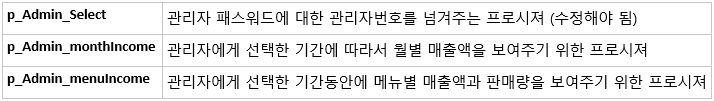 p_Admin_Select 관리자 패스워드에 대한 관리자번호를 넘겨주는 프로시져 (수정해야 됨)
p_Admin_monthIncome 관리자에게 선택한 기간에 따라서 월별 매출액을 보여주기 위한 프로시져
p_Admin_menuIncome 관리자에게 선택한 기간동안에 메뉴별 매출액과 판매량을 보여주기 위한 프로시져